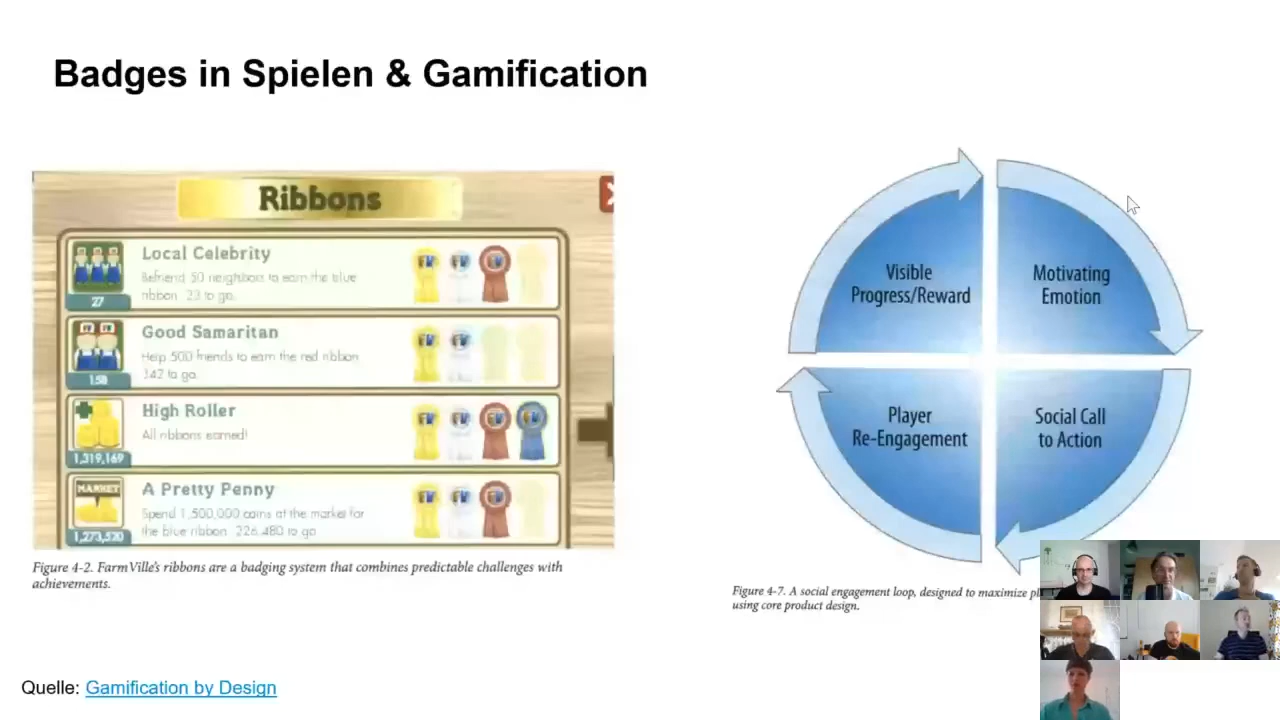 Badges in Spielen & Gamification
Ribbons
Local Celebrity
Befriend 50 neighbors to earn the blue
ribbon. 23 to go.
27
Good Samaritan
Help 500 friends to earn the red ribbon.
342 to go.
158
High Roller
All ribbons earned!
1,319,169
MARKET
A Pretty Penny
Spend 1,500,000 coins at the market for
the blue ribbon. 226,480 to go.
1,273,520
Figure 4-2. FarmVille's ribbons are a badging system that combines predictable challenges with
achievements.
Visible
Progress/Reward
Motivating
Emotion
Player
Re-Engagement
Social Call
to Action
Figure 4-7. A social engagement loop, designed to maximize pl
using core product design.
Quelle: Gamification by Design